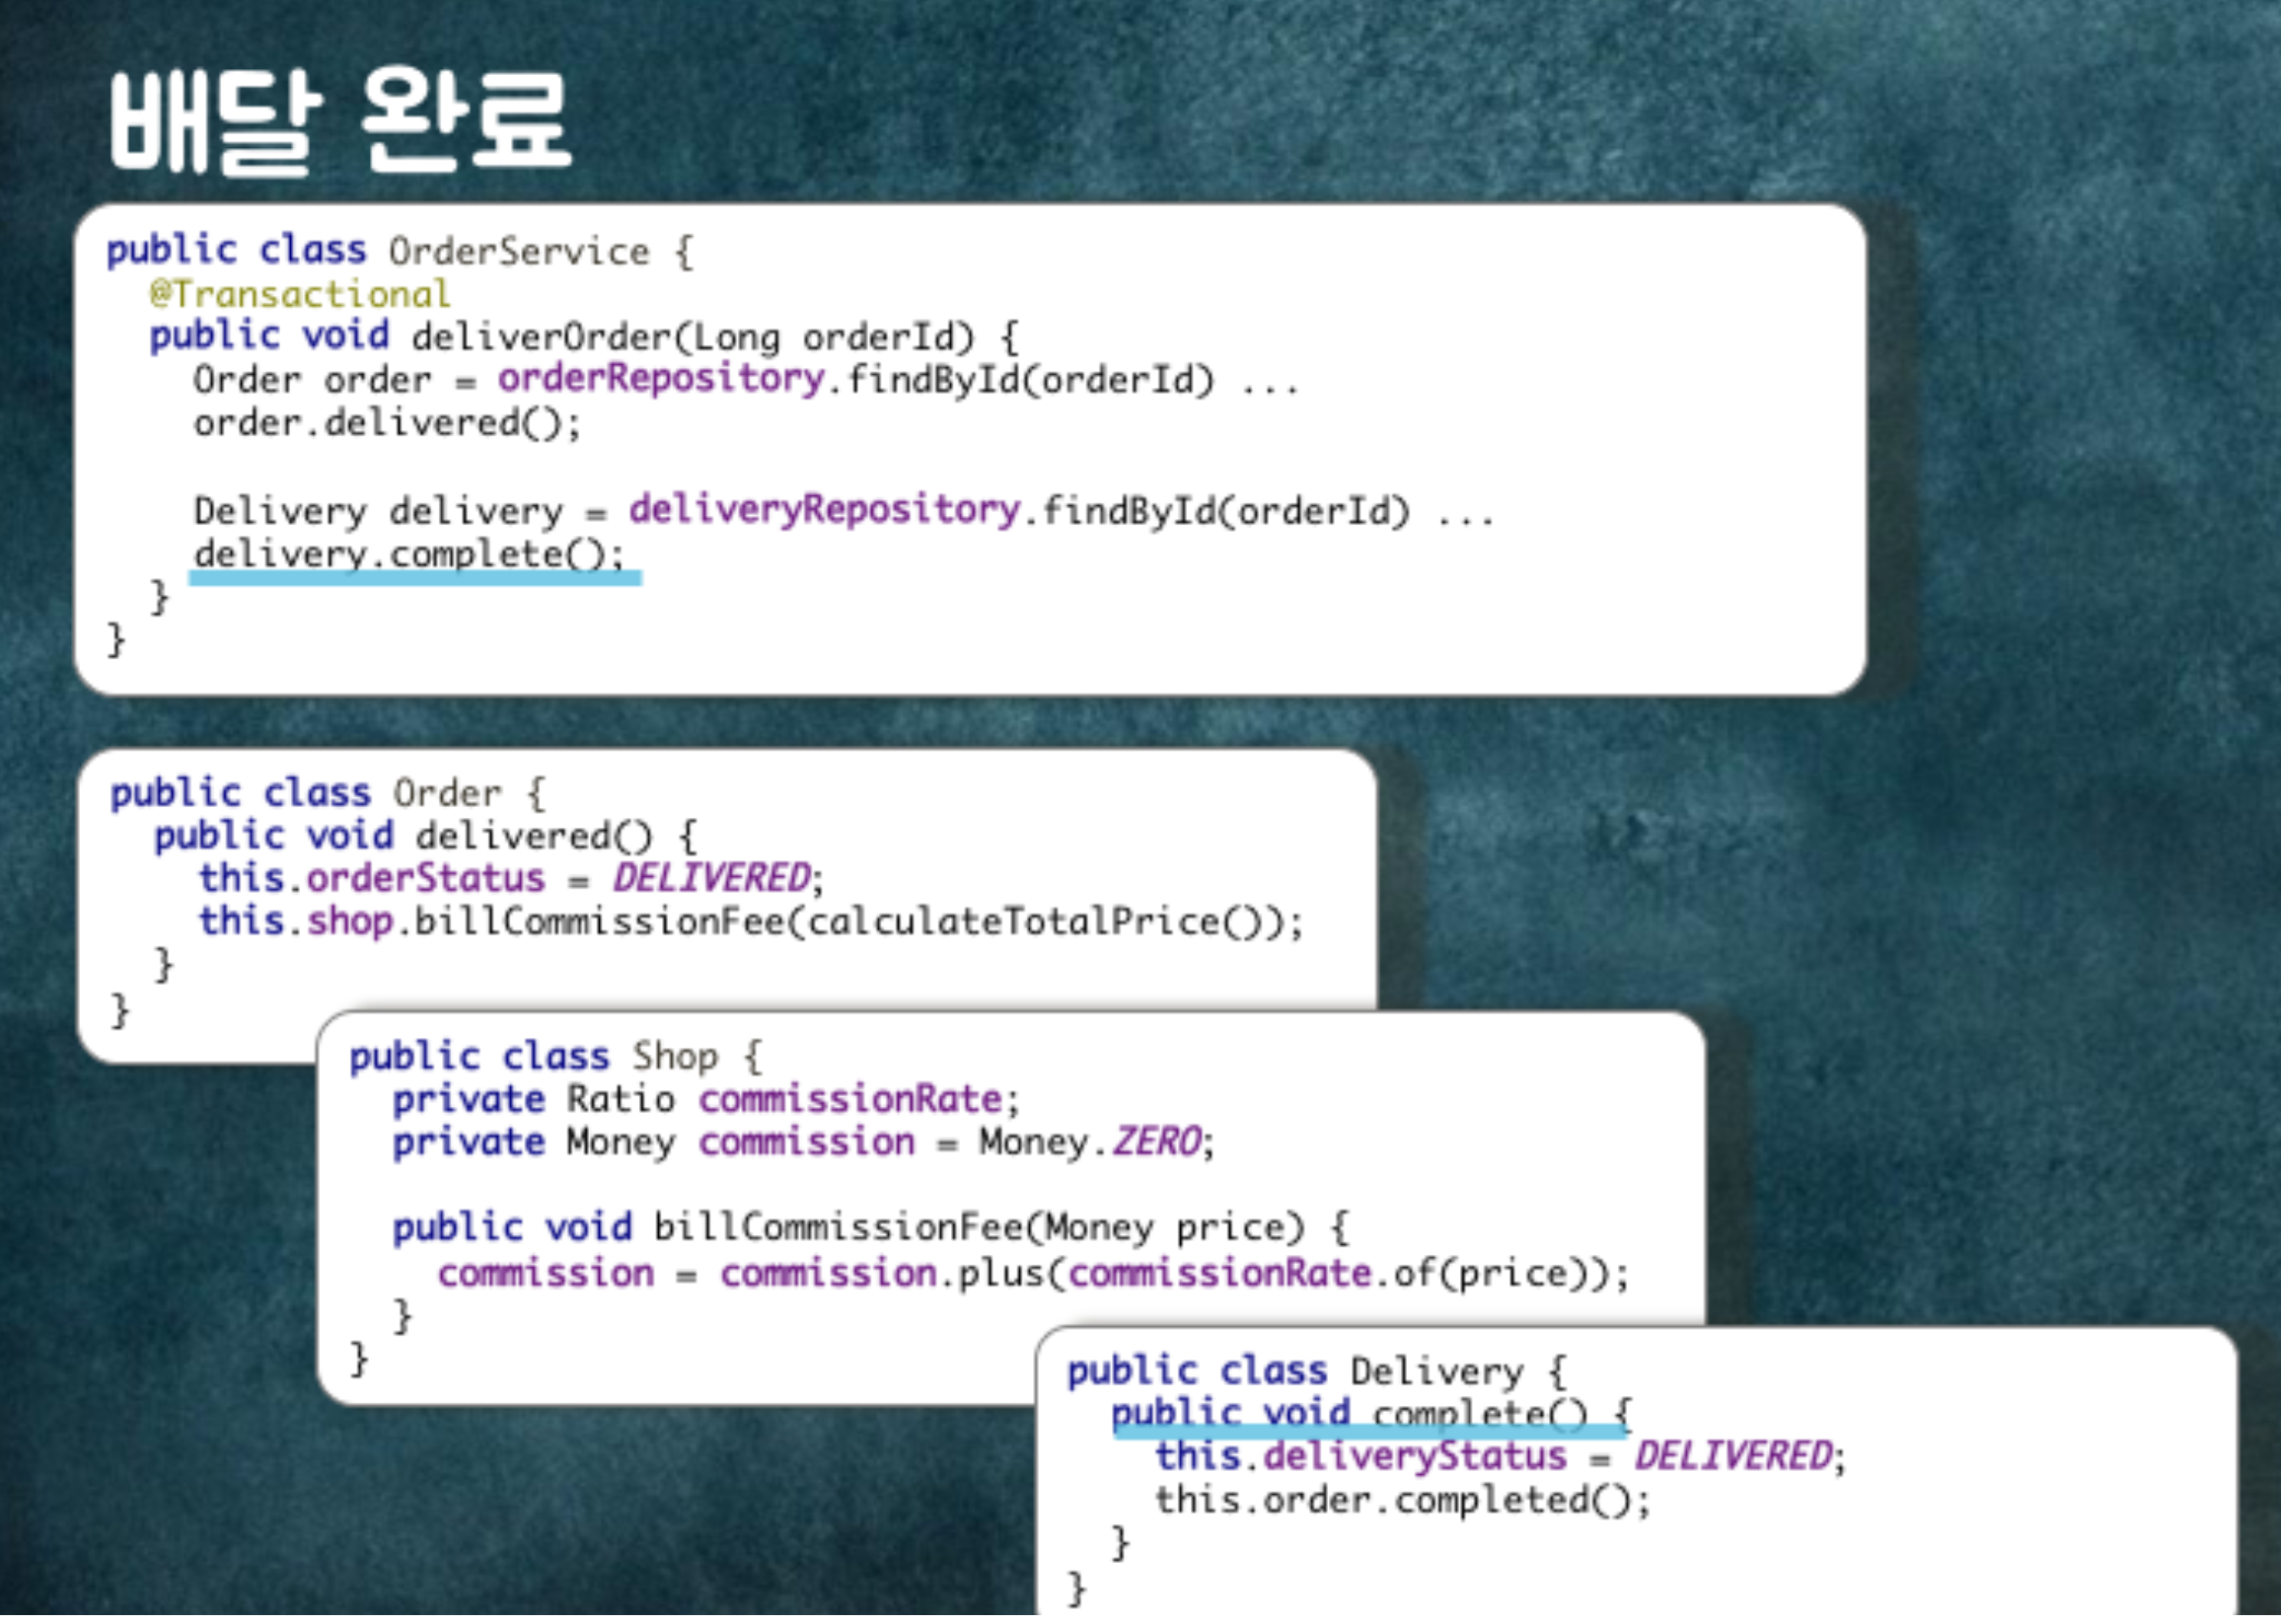 배달 완료
public class OrderService {
@Transactional
public void deliverOrder(Long orderId) {
Order order = orderRepository.findById(orderId) ...
order.delivered();
Delivery delivery = deliveryRepository.findById(orderId) ...
delivery.complete();
}
}
public class Order {
public void delivered() {
this.orderStatus = DELIVERED;
this.shop.billCommissionFee(calculateTotalPrice());
}
}
public class Shop {
private Ratio commissionRate;
private Money commission = Money.ZERO;
public void billCommissionFee(Money price) {
commission = commission.plus(commissionRate.of(price));
}
}
public class Delivery {
public void complete() {
this.deliveryStatus = DELIVERED;
this.order.completed();
}
}